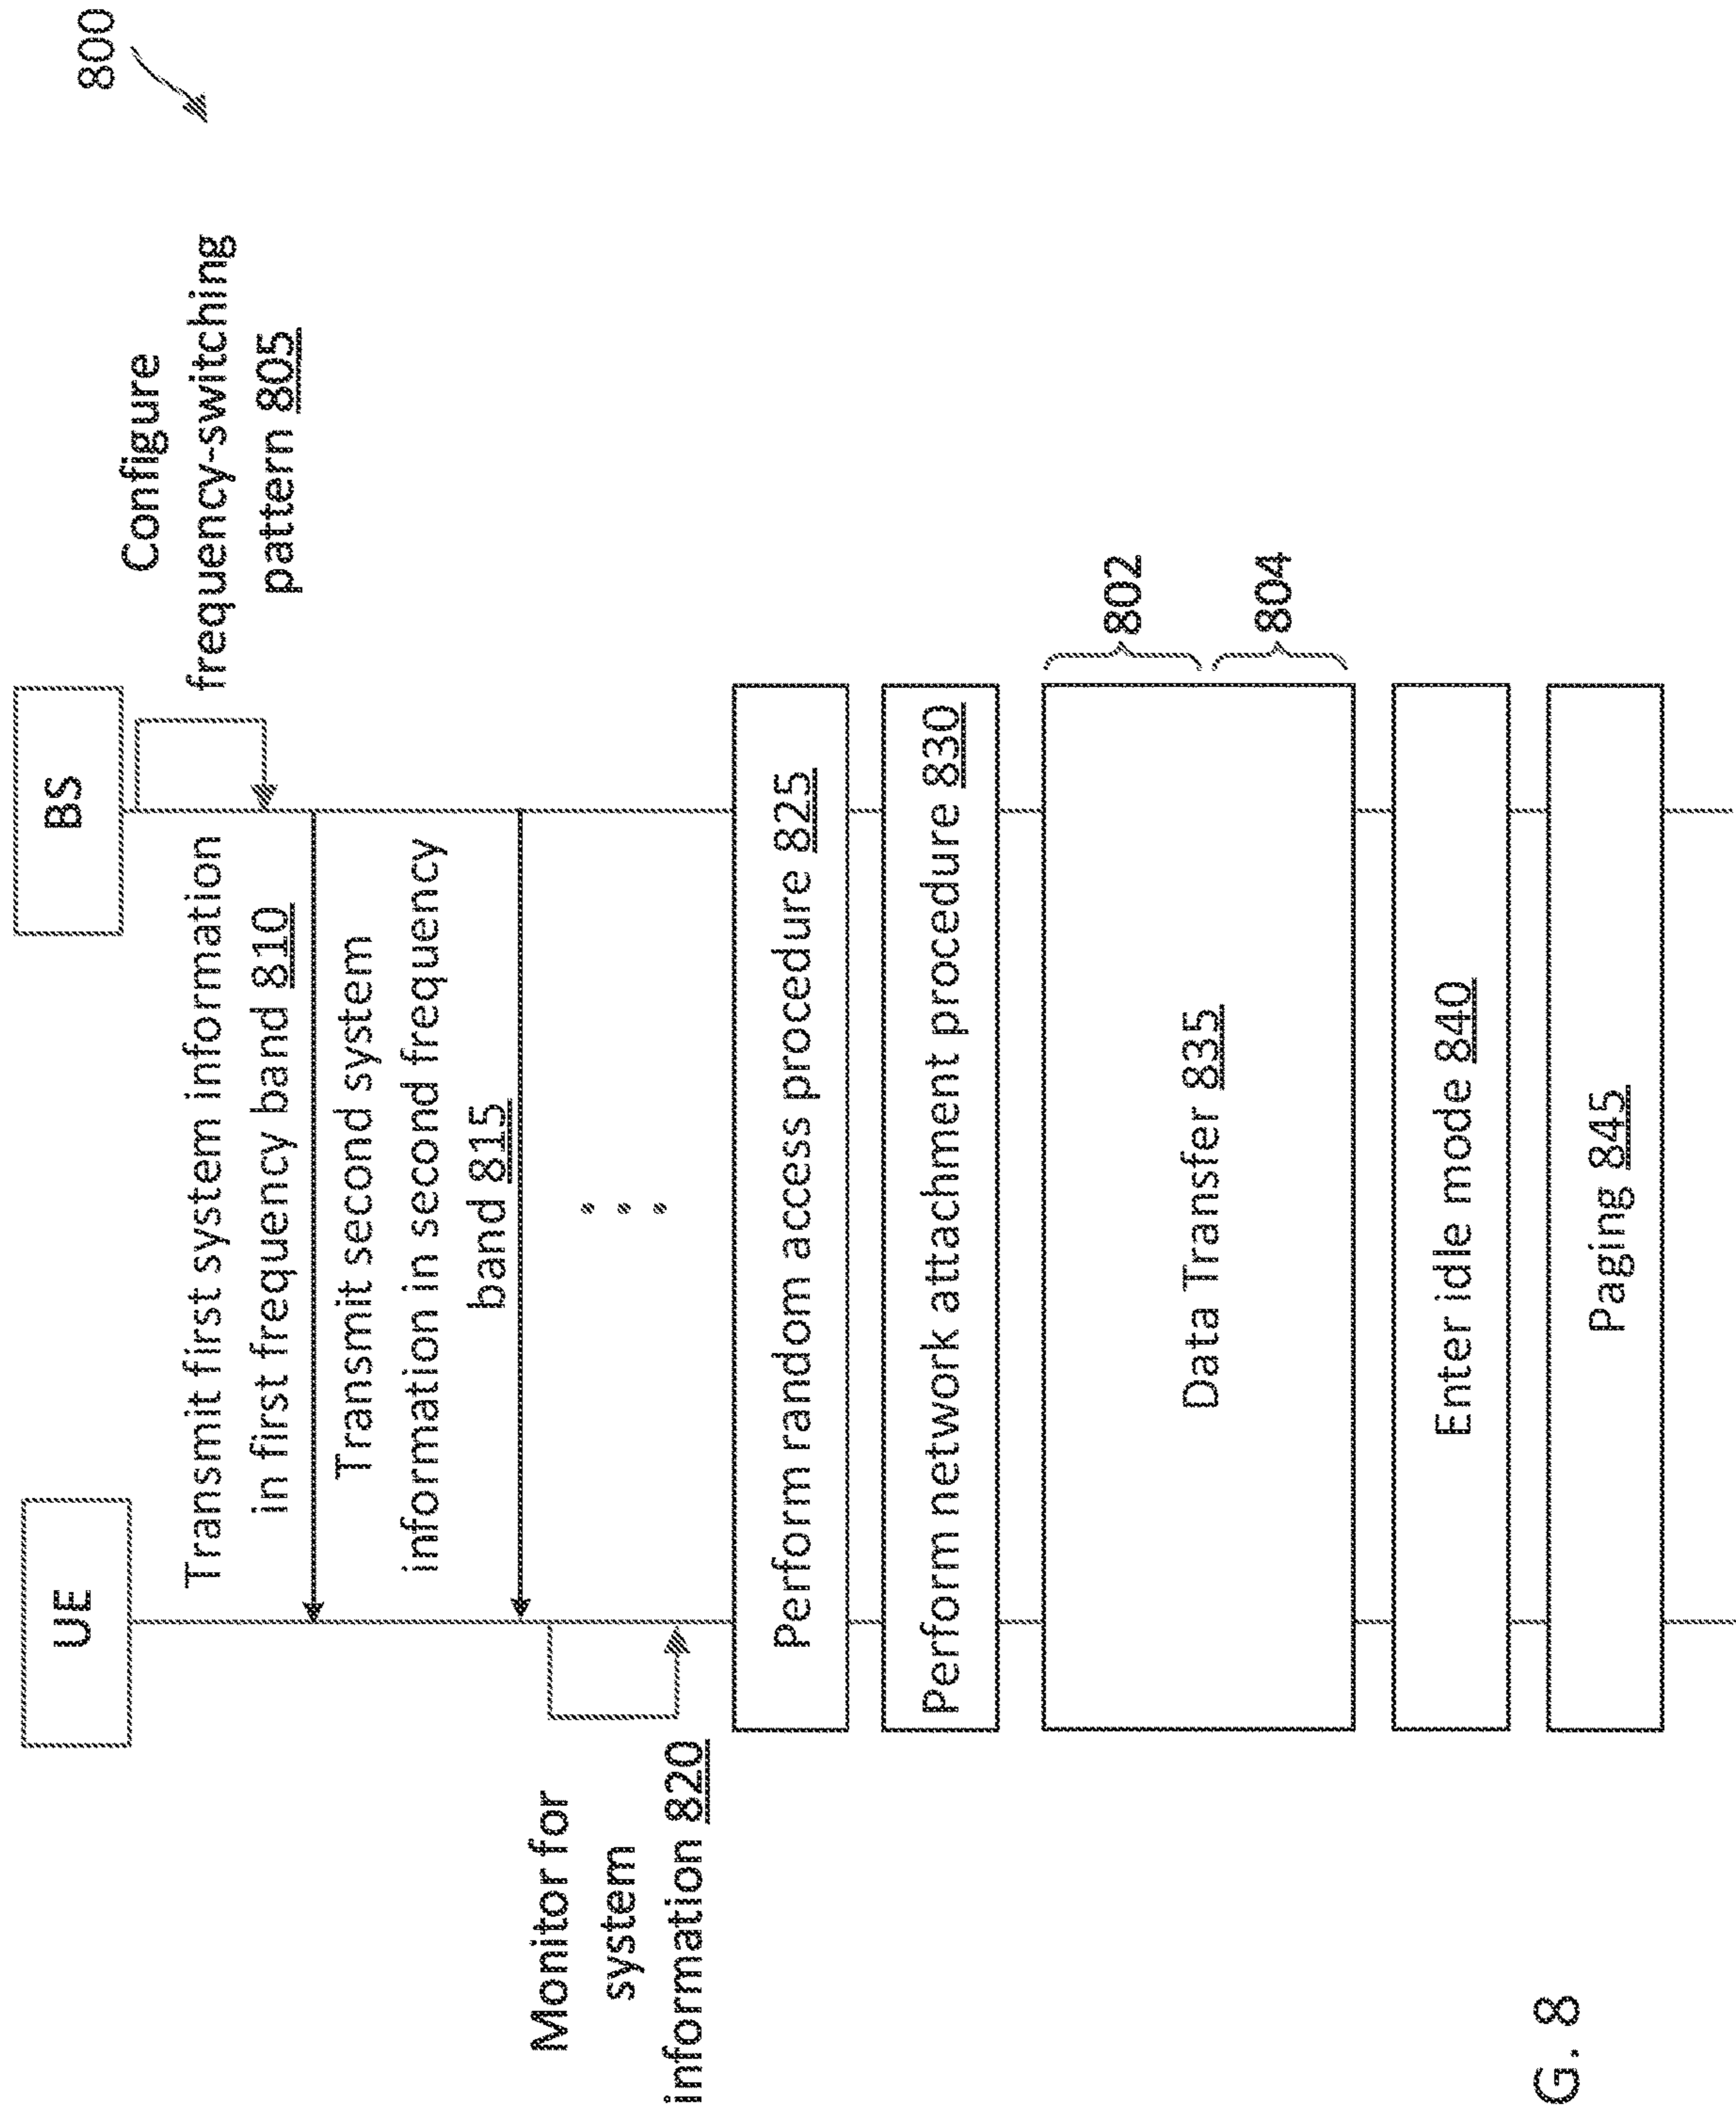 800
UE
BS
Configure
frequency-switching
pattern 805
Transmit first system information
in first frequency band 810
Transmit second system
information in second frequency
band 815
Monitor for
system
information 820
Perform random access procedure 825
Perform network attachment procedure 830
802
Data Transfer 835
804
Enter idle mode 840
Paging 845
G. 8